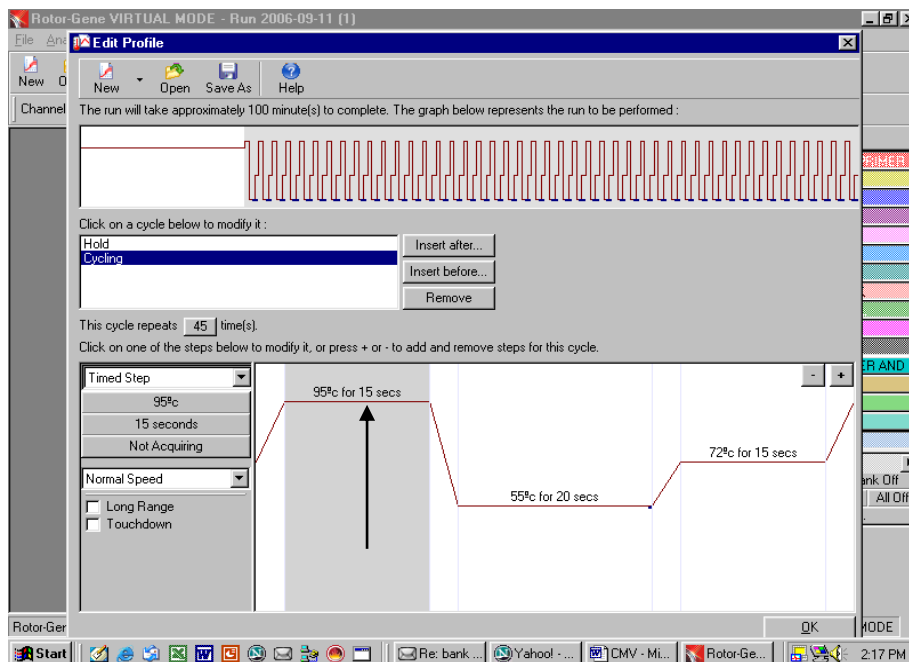 Rotor-Gene VIRTUAL MODE - Run 2006-09-11 (1)
File Ana
Edit Profile
New Open Save As Help
New O
Channel
The run will take approximately 100 minute(s) to complete. The graph below represents the run to be performed :
Click on a cycle below to modify it :
Hold
Cycling
Insert after...
Insert before...
Remove
This cycle repeats 45 time(s).
Click on one of the steps below to modify it, or press + or - to add and remove steps for this cycle.
Timed Step
95ºc
15 seconds
Not Acquiring
Normal Speed
Long Range
Touchdown
- +
95ºc for 15 secs
72ºc for 15 secs
55ºc for 20 secs
ER AND
ank Off
All Off
OK
Rotor-Ger
MODE
Start
Re: bank ... Yahoo! - ... CMV - Mi... Rotor-Ge... 2:17 PM